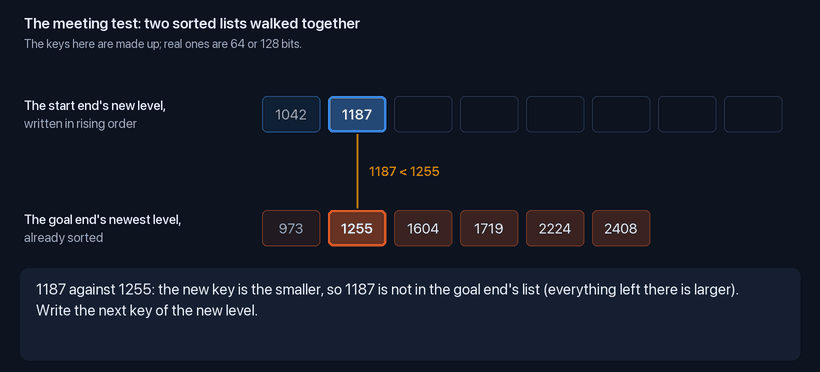 The meeting test: two sorted lists walked together
The keys here are made up; real ones are 64 or 128 bits.
The start end's new level,
written in rising order
1042 1187
1187 < 1255
The goal end's newest level,
already sorted
973 1255 1604 1719 2224 2408
1187 against 1255: the new key is the smaller, so 1187 is not in the goal end's list (everything left there is larger).
Write the next key of the new level.